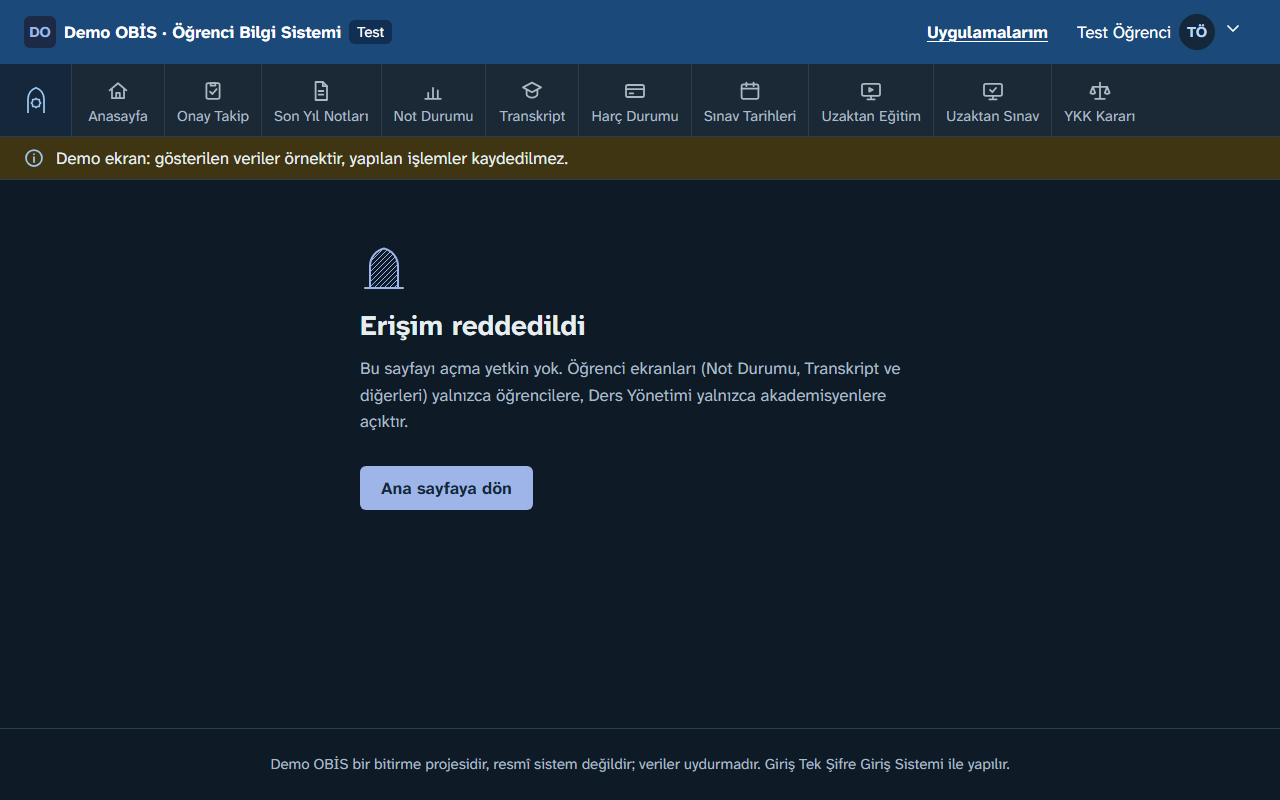 DO Demo OBİS · Öğrenci Bilgi Sistemi Test
Uygulamalarım Test Öğrenci TÖ
Anasayfa Onay Takip Son Yıl Notları Not Durumu Transkript Harç Durumu Sınav Tarihleri Uzaktan Eğitim Uzaktan Sınav YKK Kararı
Demo ekran: gösterilen veriler örnektir, yapılan işlemler kaydedilmez.
Erişim reddedildi
Bu sayfayı açma yetkin yok. Öğrenci ekranları (Not Durumu, Transkript ve
diğerleri) yalnızca öğrencilere, Ders Yönetimi yalnızca akademisyenlere
açıktır.
Ana sayfaya dön
Demo OBİS bir bitirme projesidir, resmî sistem değildir; veriler uydurmadır. Giriş Tek Şifre Giriş Sistemi ile yapılır.